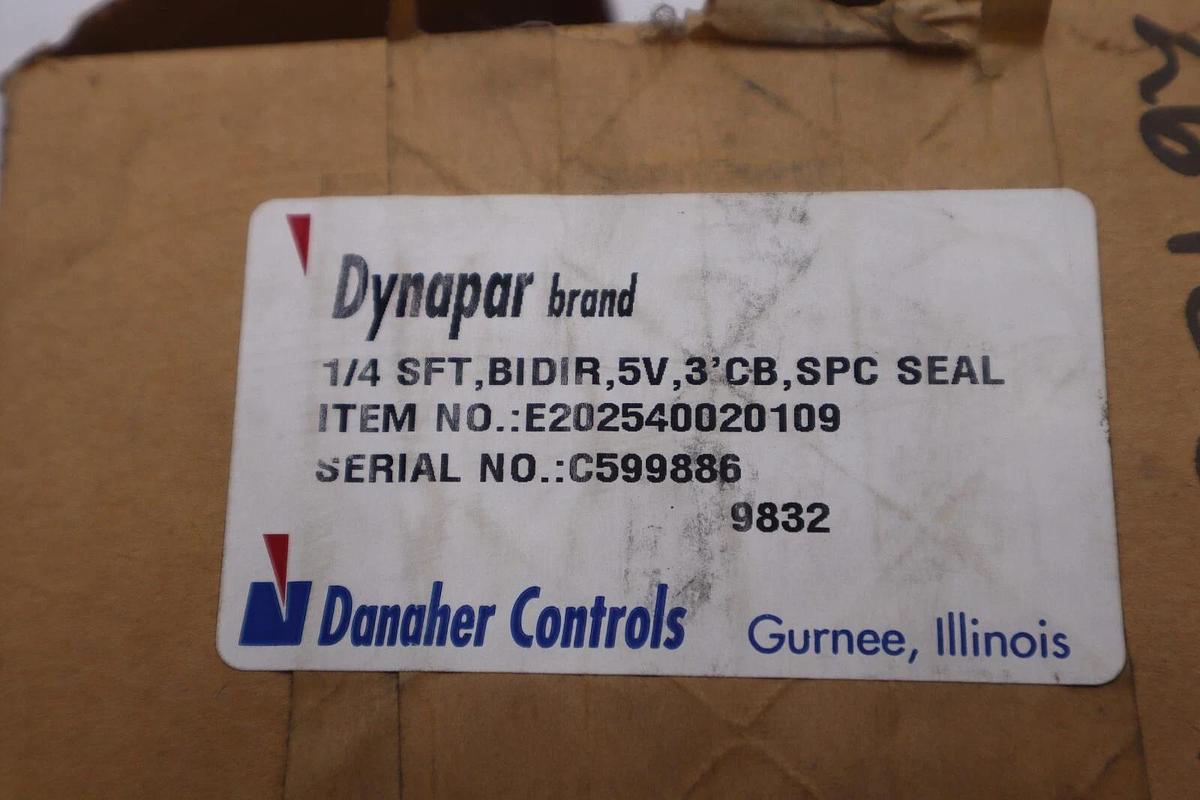 Dynapar brand
1/4 SFT,BIDIR,5V,3'CB,SPC SEAL
ITEM NO.:E202540020109
SERIAL NO.:C599886
9832
Danaher Controls Gurnee, Illinois